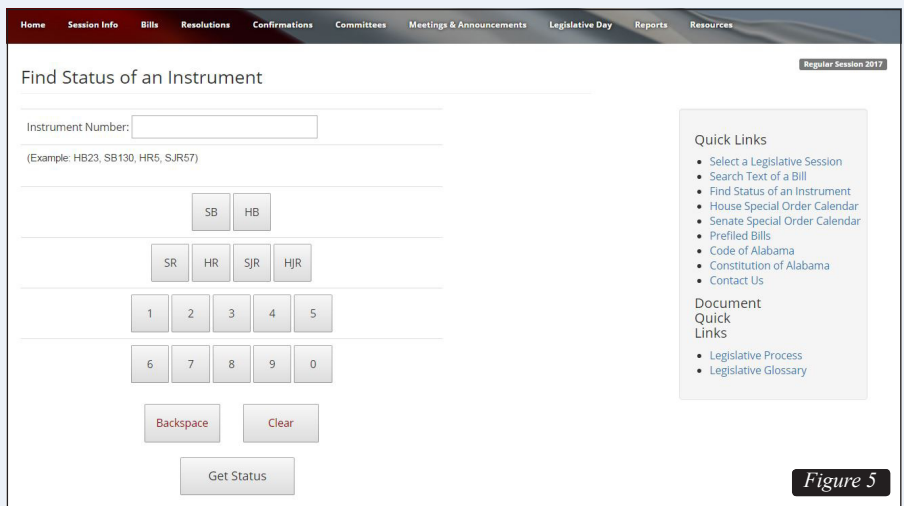 Home Session Info Bills Resolutions Confirmations Committees Meetings & Announcements Legislative Day Reports Resources
Regular Session 2017
Find Status of an Instrument
Instrument Number:
(Example: HB23, SB130, HR5, SJR57)
SB HB
SR HR SJR HJR
1 2 3 4 5
6 7 8 9 0
Backspace Clear
Get Status
Quick Links
Select a Legislative Session
Search Text of a Bill
Find Status of an Instrument
House Special Order Calendar
Senate Special Order Calendar
Prefiled Bills
Code of Alabama
Constitution of Alabama
Contact Us
Document
Quick
Links
Legislative Process
Legislative Glossary
Figure 5